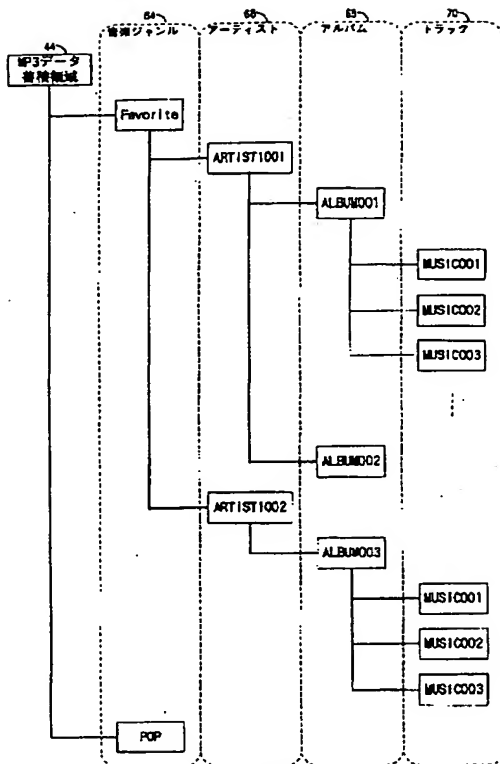 64
68
69
70
音源ジャンル
アーティスト
アルバム
トラック
44
MP3データ
蓄積領域
Favorite
ARTIST1001
ALBUM001
MUSIC001
MUSIC002
MUSIC003
ALBUM002
ARTIST1002
ALBUM003
MUSIC001
MUSIC002
MUSIC003
POP